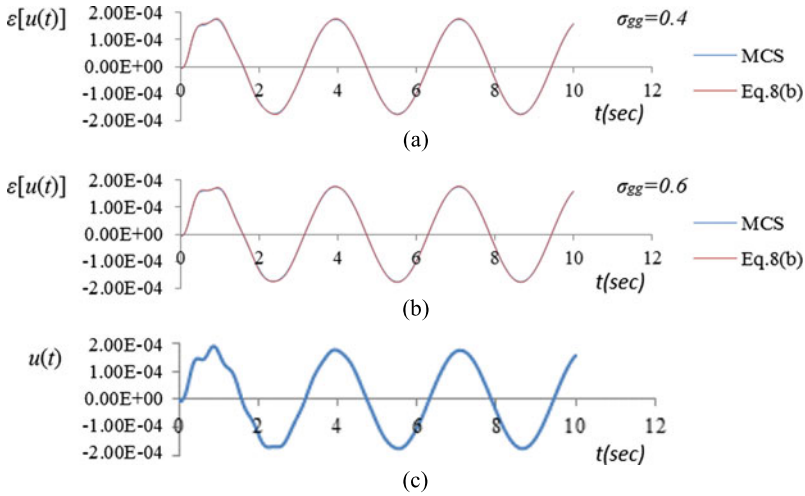 ε[u(t)]
2.00E-04
1.00E-04
0.00E+00
-1.00E-04
-2.00E-04
0 2 4 6 8 10 12
t(sec)
σgg=0.4
MCS
Eq.8(b)
(a)
ε[u(t)]
2.00E-04
1.00E-04
0.00E+00
-1.00E-04
-2.00E-04
0 2 4 6 8 10 12
t(sec)
σgg=0.6
MCS
Eq.8(b)
(b)
u(t)
2.00E-04
1.00E-04
0.00E+00
-1.00E-04
-2.00E-04
0 2 4 6 8 10 12
t(sec)
(c)